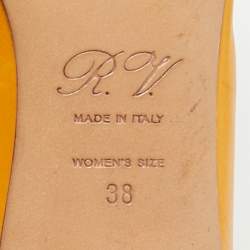 R.V.
MADE IN ITALY
WOMEN'S SIZE
38